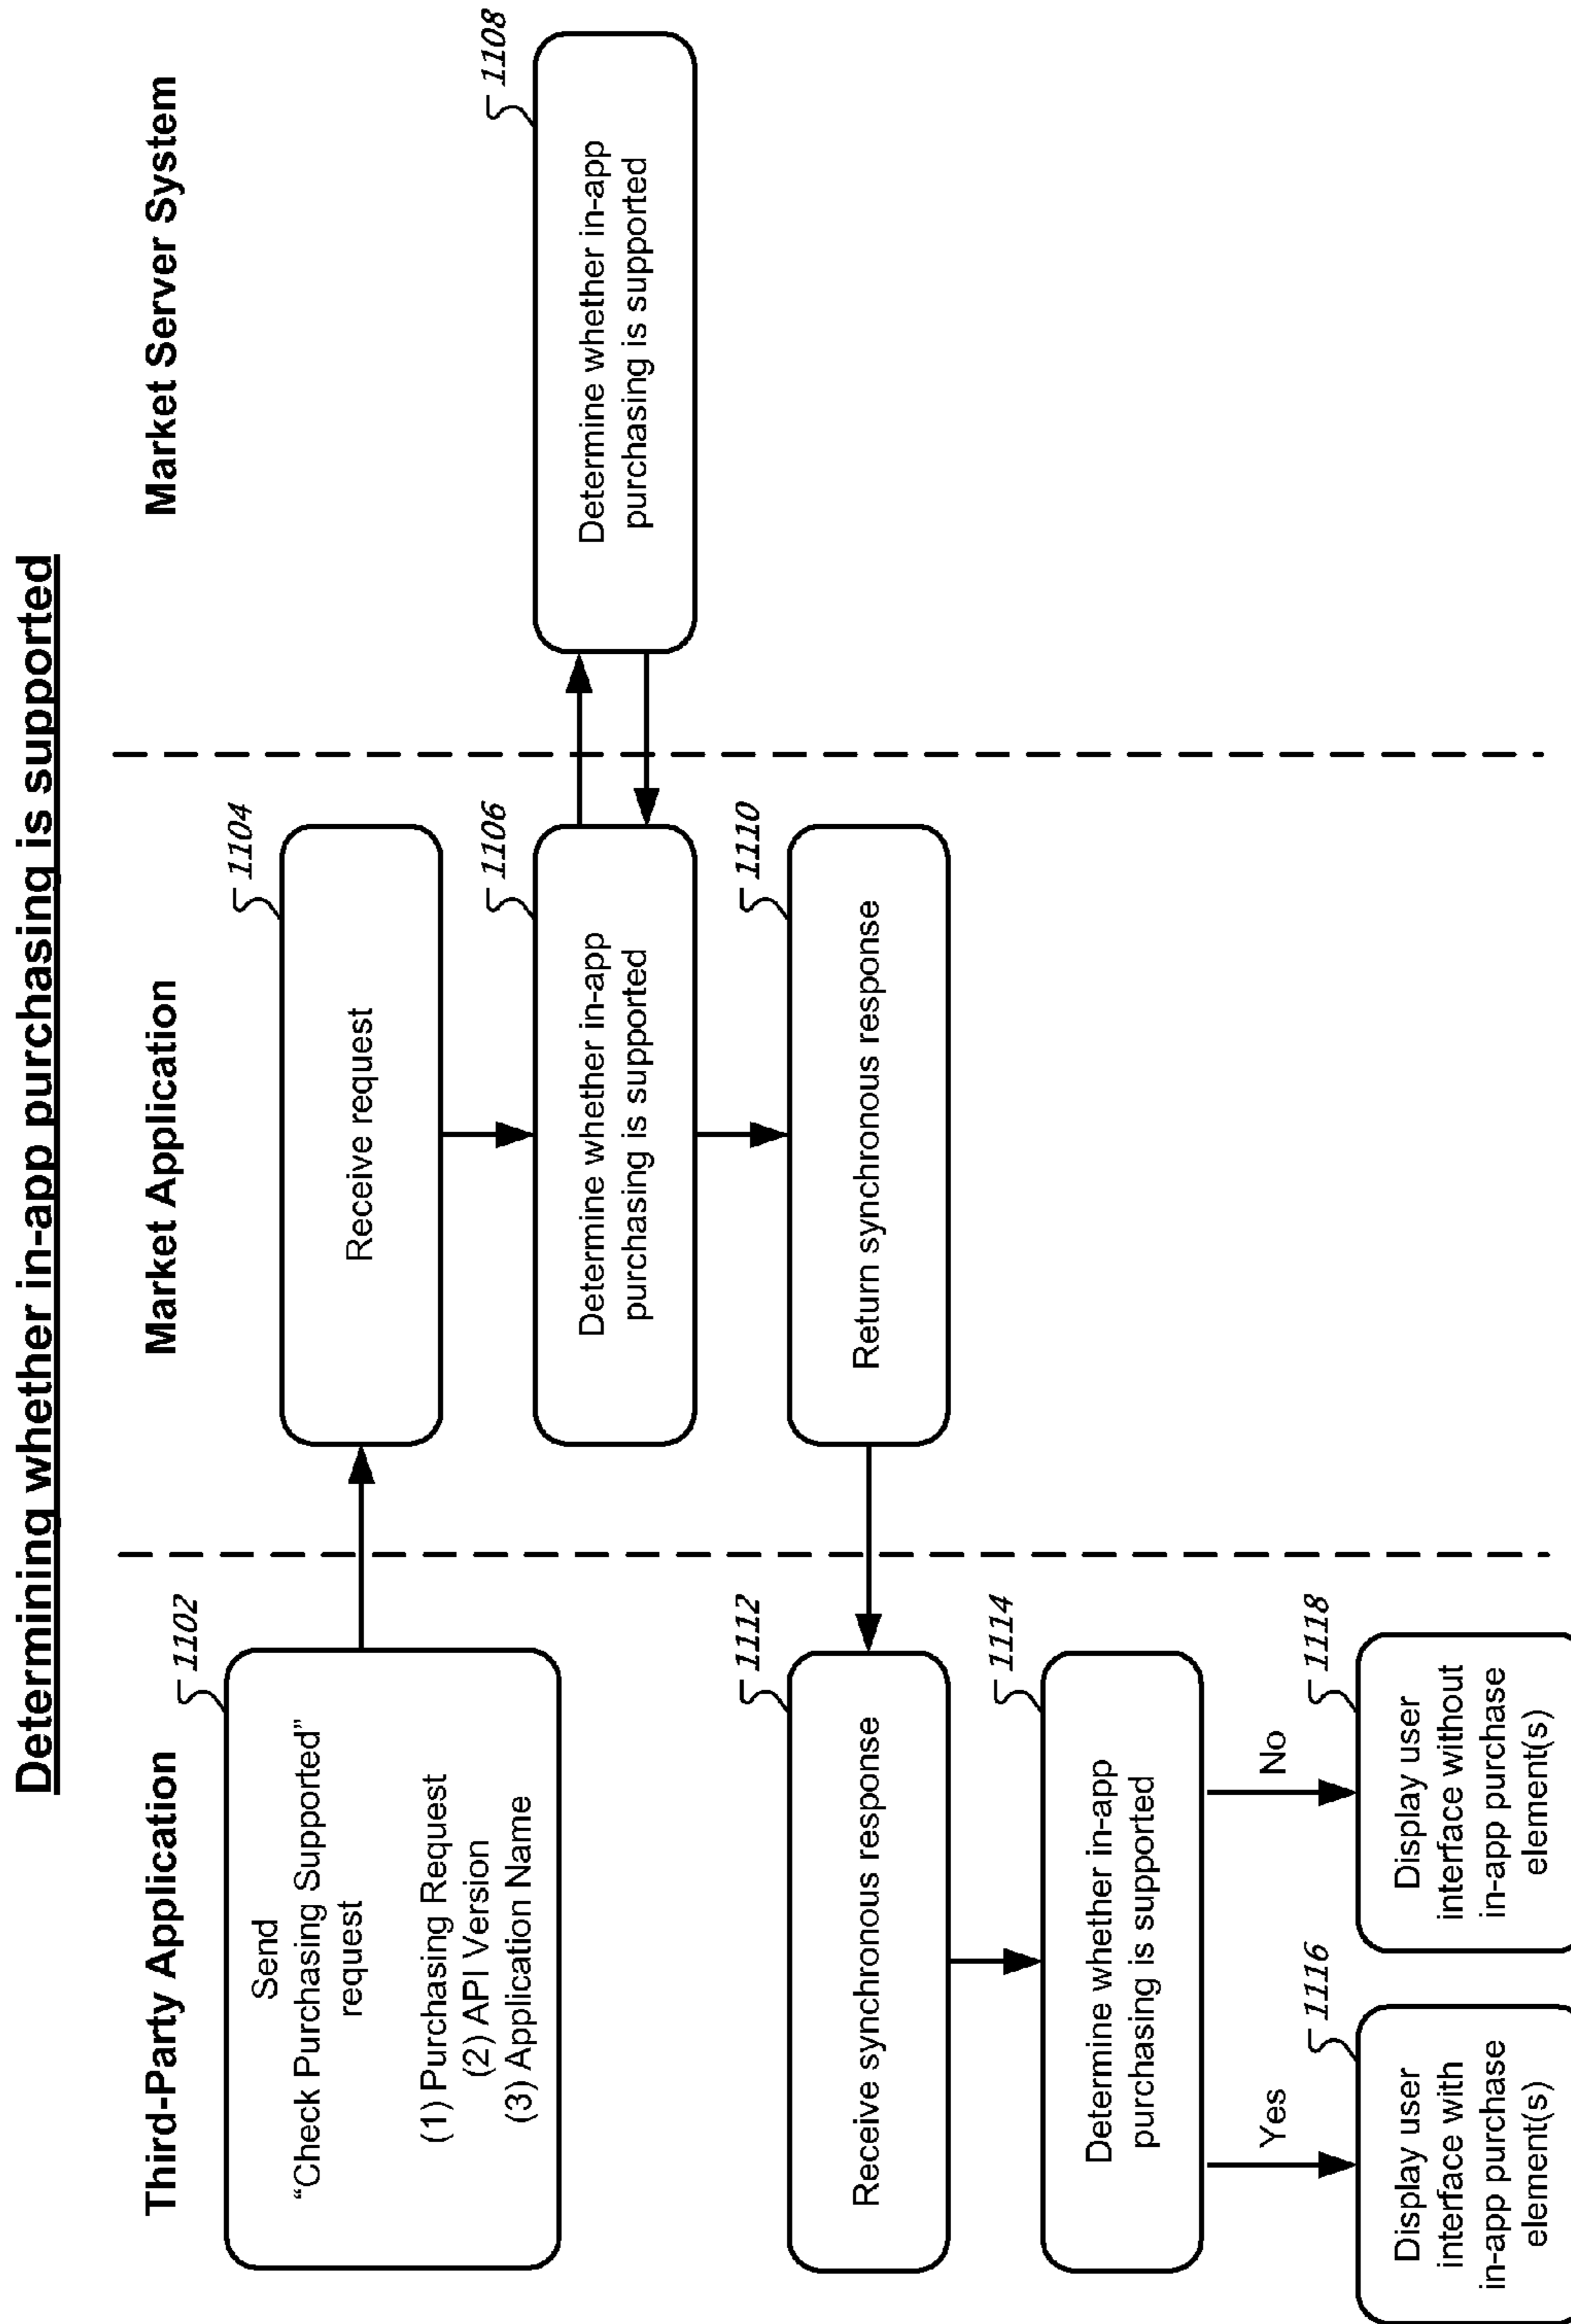 Determining whether in-app purchasing is supported
Third-Party Application
Market Application
Market Server System
1102
Send
“Check Purchasing Supported”
request
(1) Purchasing Request
(2) API Version
(3) Application Name
1104
Receive request
1106
Determine whether in-app
purchasing is supported
1108
Determine whether in-app
purchasing is supported
1110
Return synchronous response
1112
Receive synchronous response
1114
Determine whether in-app
purchasing is supported
Yes
No
1116
Display user
interface with
in-app purchase
element(s)
1118
Display user
interface without
in-app purchase
element(s)